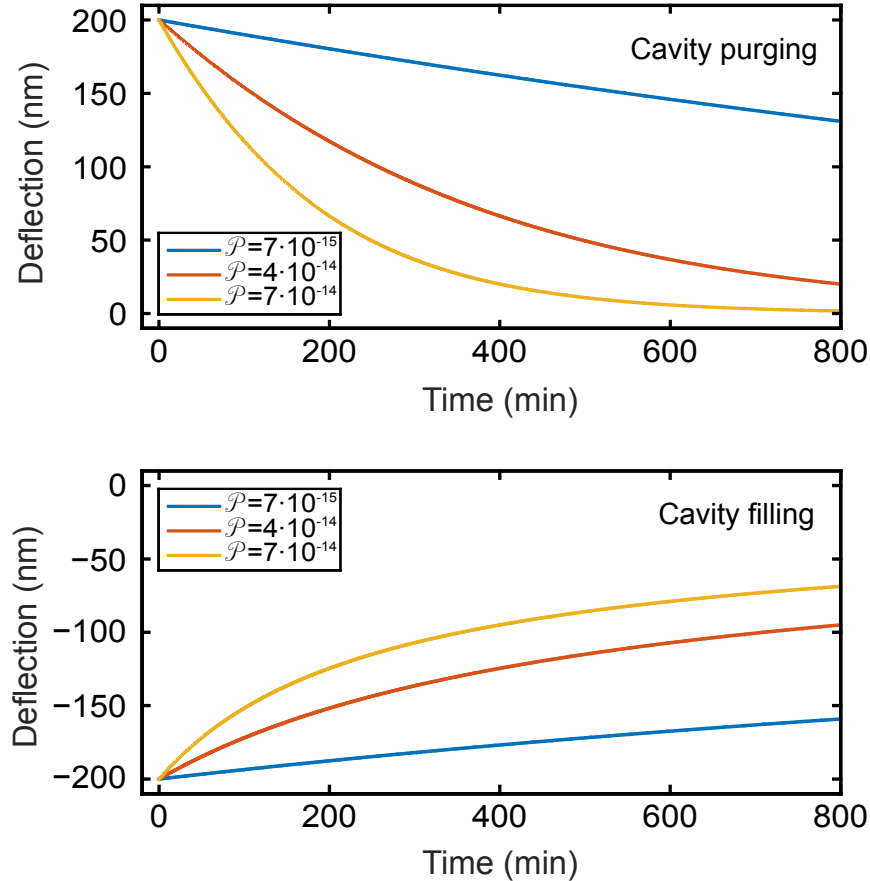 200
150
100
50
0
Deflection (nm)
Cavity purging
𝒫=7·10⁻¹⁵
𝒫=4·10⁻¹⁴
𝒫=7·10⁻¹⁴
0 200 400 600 800
Time (min)
0
−50
−100
−150
−200
Deflection (nm)
𝒫=7·10⁻¹⁵
𝒫=4·10⁻¹⁴
𝒫=7·10⁻¹⁴
Cavity filling
0 200 400 600 800
Time (min)